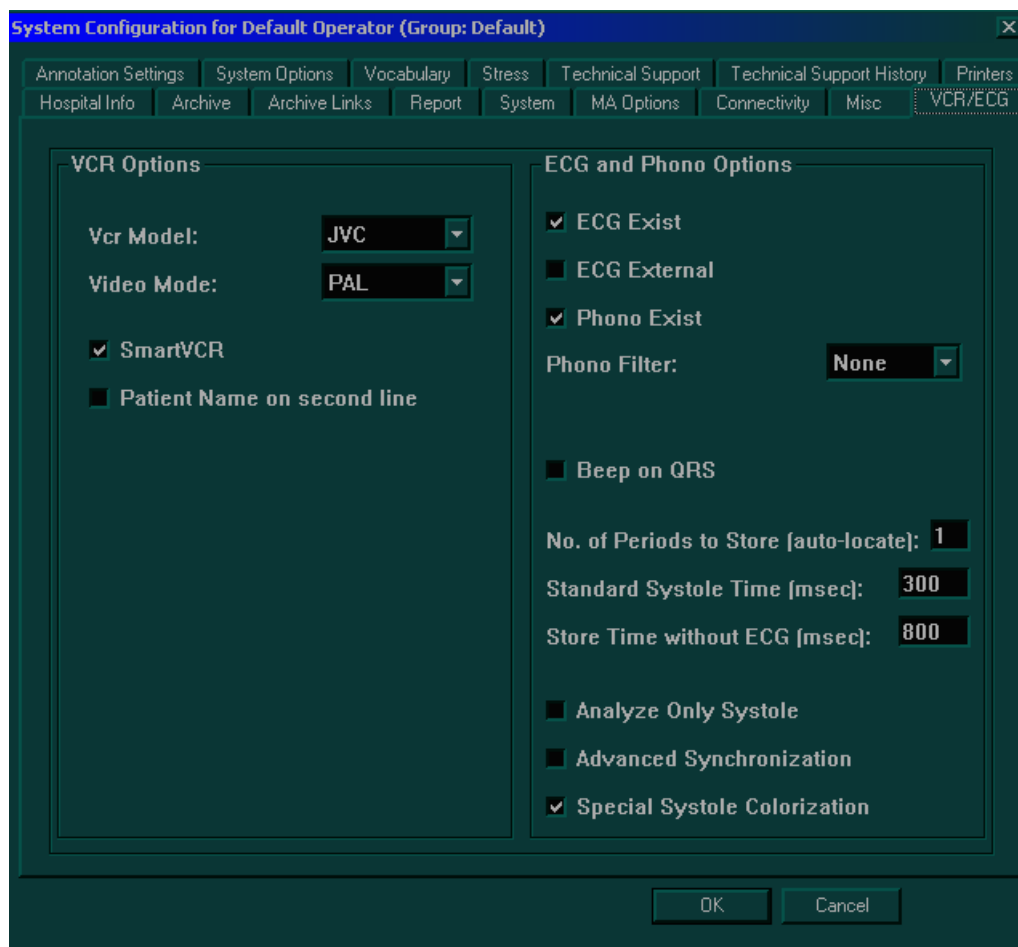 System Configuration for Default Operator (Group: Default)
Annotation Settings System Options Vocabulary Stress Technical Support Technical Support History Printers
Hospital Info Archive Archive Links Report System MA Options Connectivity Misc VCR/ECG
VCR Options
Vcr Model: JVC
Video Mode: PAL
SmartVCR
Patient Name on second line
ECG and Phono Options
ECG Exist
ECG External
Phono Exist
Phono Filter: None
Beep on QRS
No. of Periods to Store (auto-locate): 1
Standard Systole Time (msec): 300
Store Time without ECG (msec): 800
Analyze Only Systole
Advanced Synchronization
Special Systole Colorization
OK Cancel